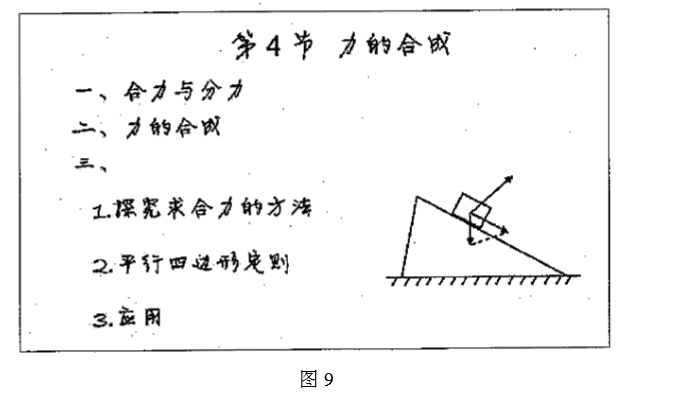 第4节 力的合成
一、合力与分力
二、力的合成
三、
1.探究求合力的方法
2.平行四边形定则
3.应用
图 9